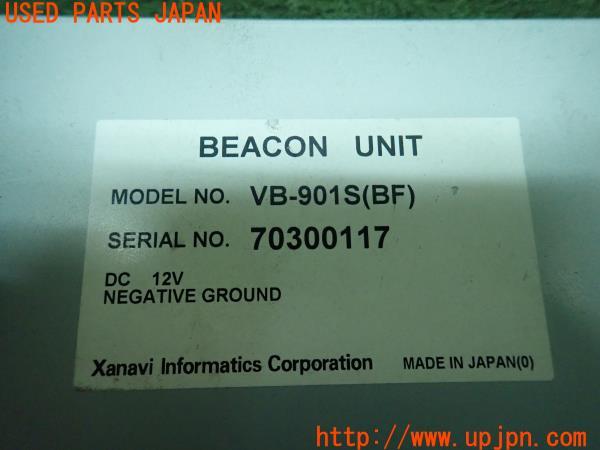 USED PARTS JAPAN
BEACON UNIT
MODEL NO. VB-901S(BF)
SERIAL NO. 70300117
DC 12V
NEGATIVE GROUND
Xanavi Informatics Corporation MADE IN JAPAN(0)
http://www.upjpn.com/